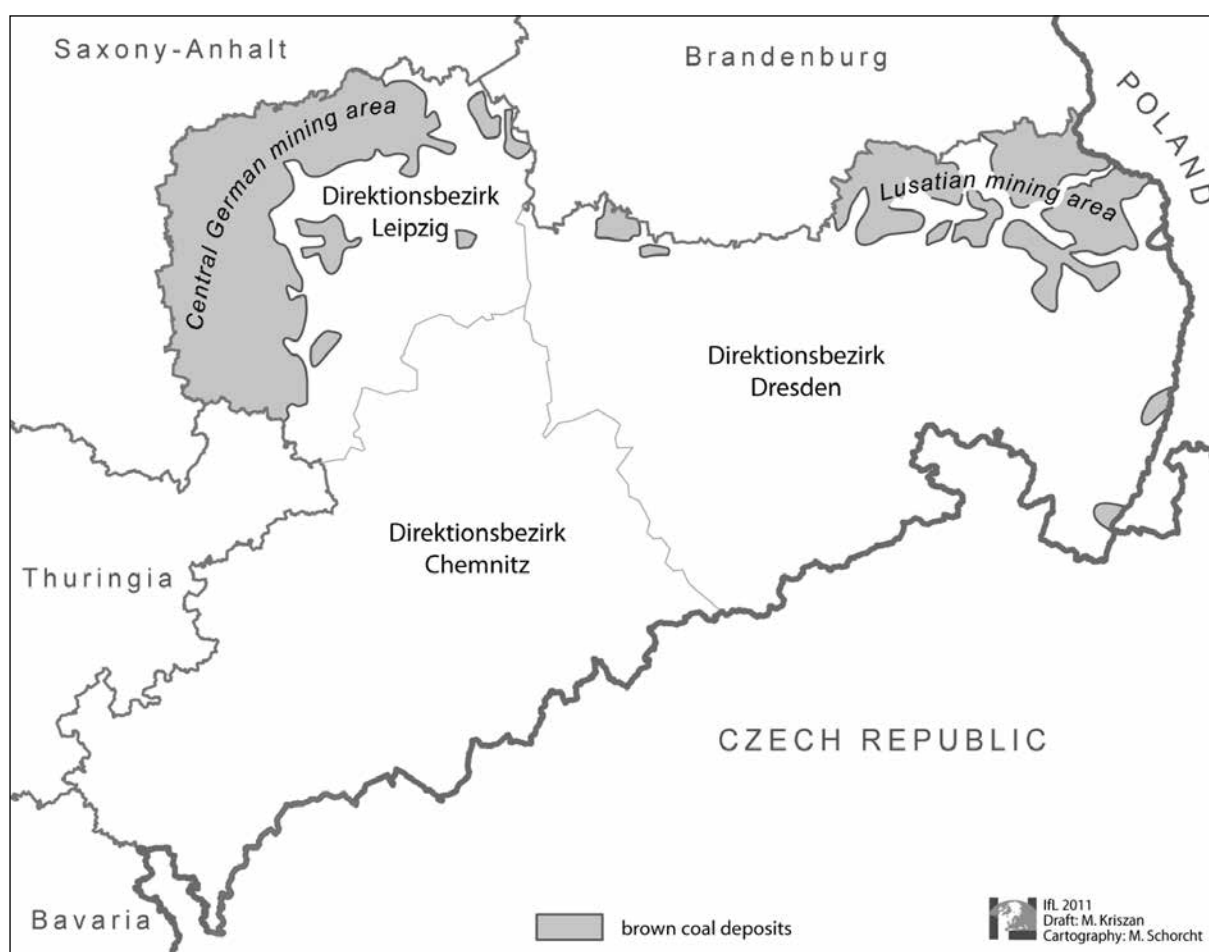 Saxony-Anhalt
Brandenburg
POLAND
Central German mining area
Lusatian mining area
Direktionsbezirk
Leipzig
Direktionsbezirk
Dresden
Direktionsbezirk
Chemnitz
Thuringia
CZECH REPUBLIC
Bavaria
brown coal deposits
IfL 2011
Draft: M. Kriszan
Cartography: M. Schorcht